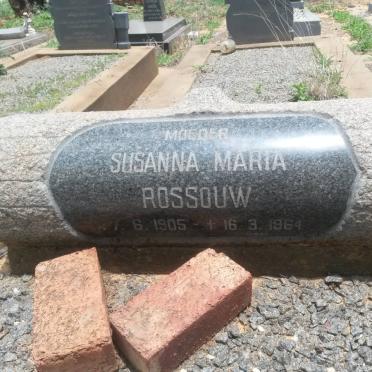 MOEDER
SUSANNA MARIA
ROSSOUW
7. 6. 1905 - + 16. 3. 1964